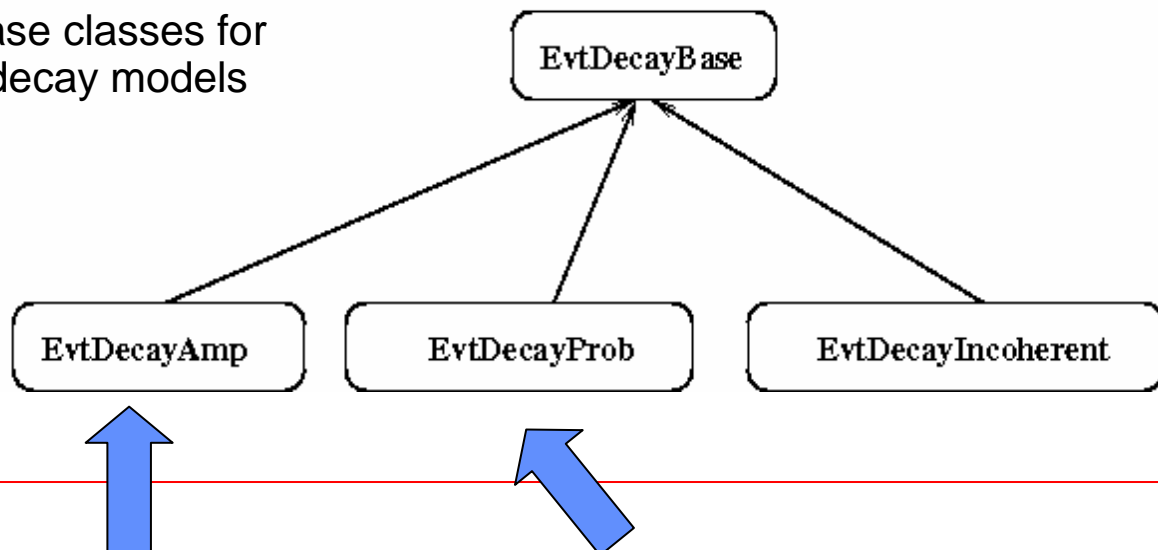 ase classes for
decay models
EvtDecayBase
EvtDecayAmp
EvtDecayProb
EvtDecayIncoherent